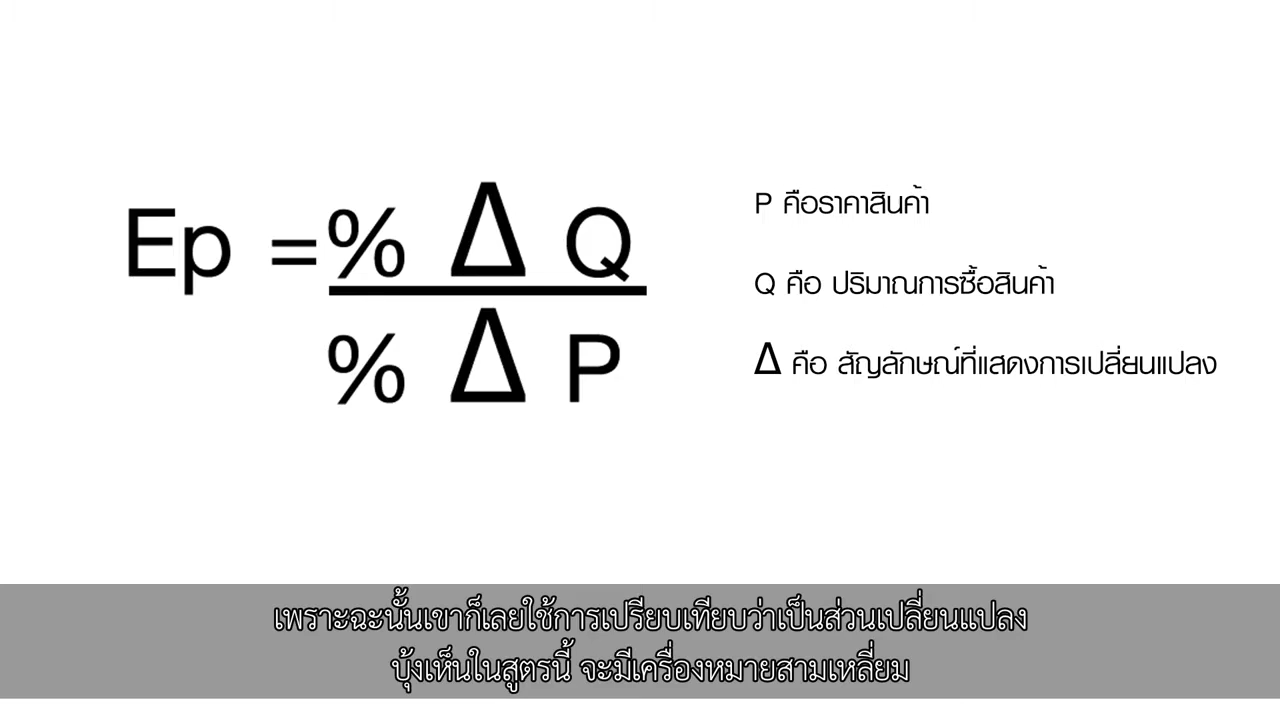 Ep = % Δ Q
% Δ P
P คือราคาสินค้า
Q คือ ปริมาณการซื้อสินค้า
Δ คือ สัญลักษณ์ที่แสดงการเปลี่ยนแปลง
เพราะฉะนั้นเขาก็เลยใช้การเปรียบเทียบว่าเป็นส่วนเปลี่ยนแปลง
บุ้งเห็นในสูตรนี้ จะมีเครื่องหมายสามเหลี่ยม